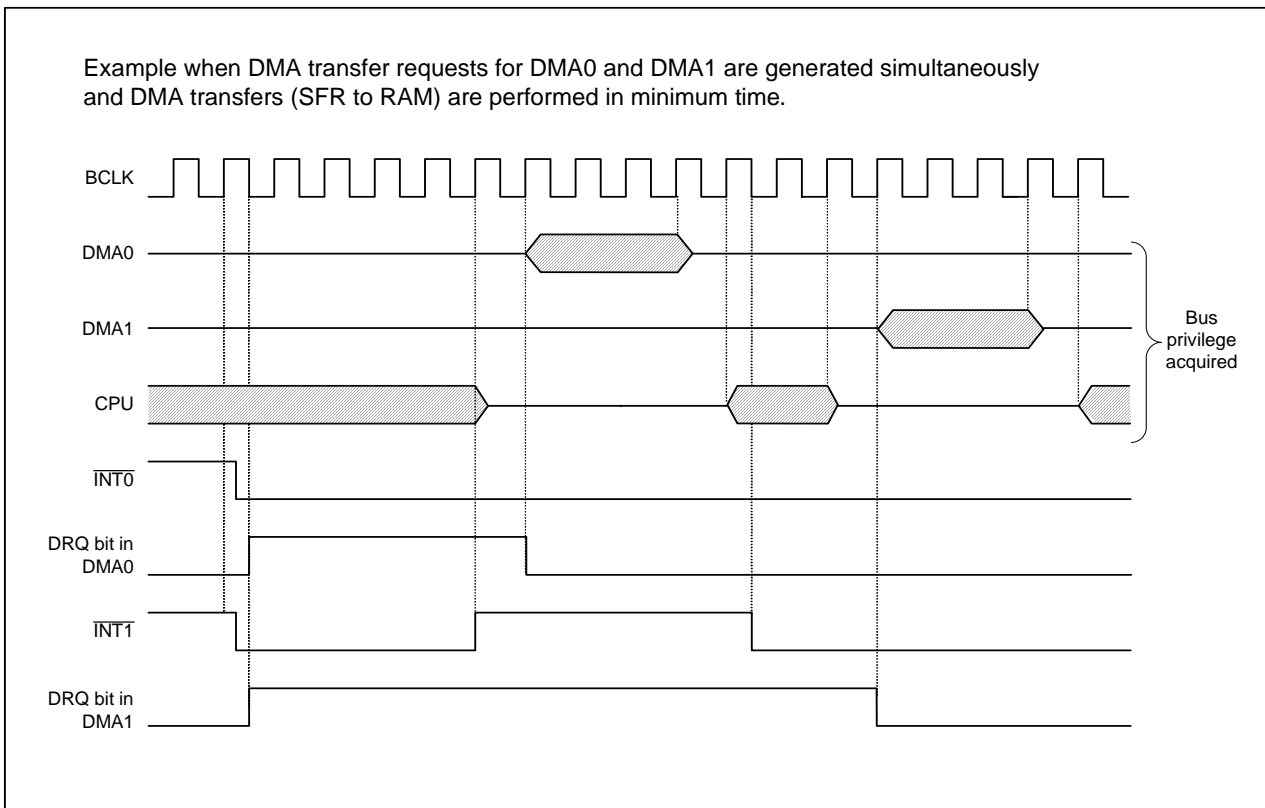 Example when DMA transfer requests for DMA0 and DMA1 are generated simultaneously
and DMA transfers (SFR to RAM) are performed in minimum time.
BCLK
DMA0
DMA1
CPU
Bus
privilege
acquired
INT0
DRQ bit in
DMA0
INT1
DRQ bit in
DMA1